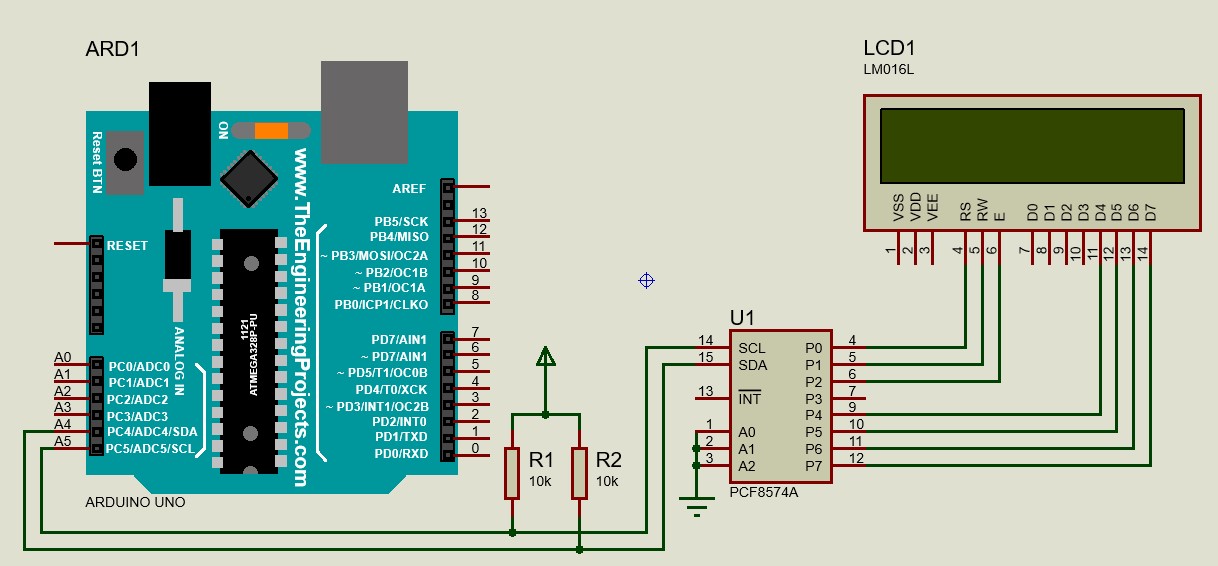 ARD1
ARDUINO UNO
Reset BTN
ON
www.TheEngineeringProjects.com
ANALOG IN
1121
ATMEGA328P-PU
RESET
A0 PC0/ADC0
A1 PC1/ADC1
A2 PC2/ADC2
A3 PC3/ADC3
A4 PC4/ADC4/SDA
A5 PC5/ADC5/SCL
AREF
PB5/SCK 13
PB4/MISO 12
~ PB3/MOSI/OC2A 11
~ PB2/OC1B 10
~ PB1/OC1A 9
PB0/ICP1/CLKO 8
PD7/AIN1 7
~ PD7/AIN1 6
~ PD5/T1/OC0B 5
PD4/T0/XCK 4
~ PD3/INT1/OC2B 3
PD2/INT0 2
PD1/TXD 1
PD0/RXD 0
R1
10k
R2
10k
U1
14 SCL P0 4
15 SDA P1 5
P2 6
13 INT P3 7
P4 9
1 A0 P5 10
2 A1 P6 11
3 A2 P7 12
PCF8574A
LCD1
LM016L
VSS VDD VEE RS RW E D0 D1 D2 D3 D4 D5 D6 D7
1 2 3 4 5 6 7 8 9 10 11 12 13 14